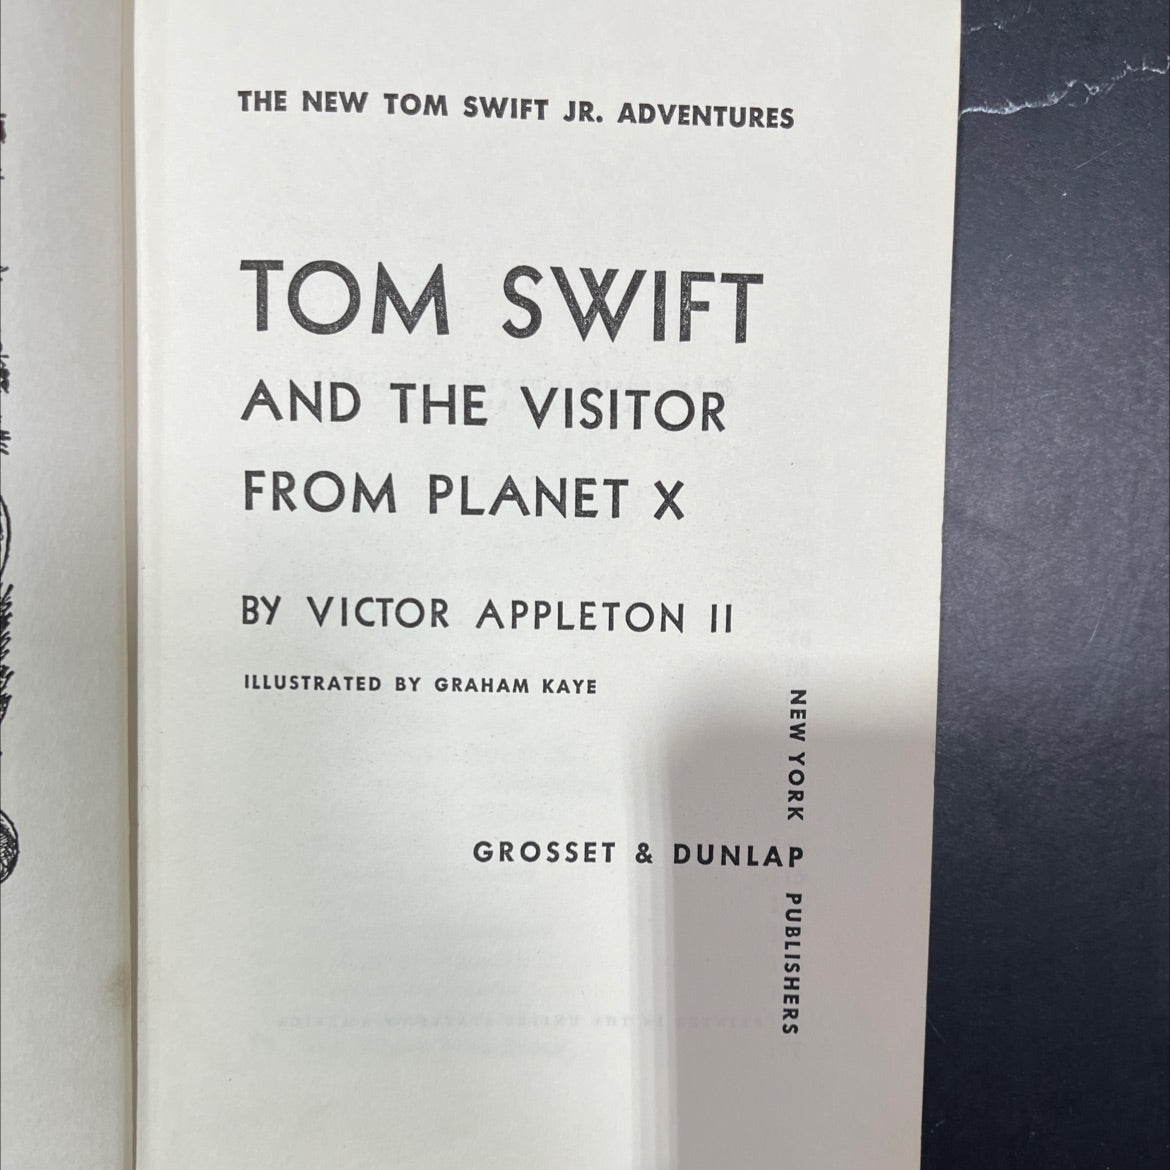 THE NEW TOM SWIFT JR. ADVENTURES
TOM SWIFT
AND THE VISITOR
FROM PLANET X
BY VICTOR APPLETON II
ILLUSTRATED BY GRAHAM KAYE
NEW YORK
GROSSET & DUNLAP
PUBLISHERS